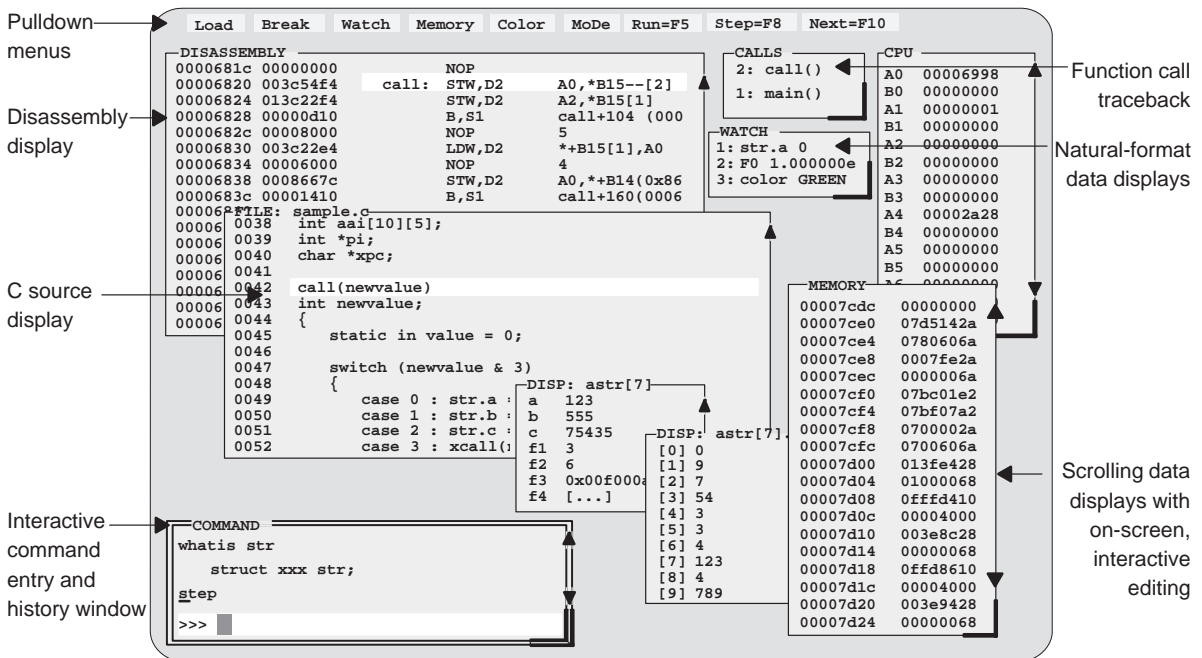 Pulldown
menus
Disassembly
display
C source
display
Interactive
command
entry and
history window
Load Break Watch Memory Color MoDe Run=F5 Step=F8 Next=F10
DISASSEMBLY
0000681c 00000000 NOP
00006820 003c54f4 call: STW,D2 A0,*B15--[2]
00006824 013c22f4 STW,D2 A2,*B15[1]
00006828 00000d10 B,S1 call+104 (000
0000682c 00008000 NOP 5
00006830 003c22e4 LDW,D2 *+B15[1],A0
00006834 00006000 NOP 4
00006838 0008667c STW,D2 A0,*+B14(0x86
0000683c 00001410 B,S1 call+160(0006
00006
00006
00006
00006
00006
00006
00006
00006
FILE: sample.c
0038 int aai[10][5];
0039 int *pi;
0040 char *xpc;
0041
0042 call(newvalue)
0043 int newvalue;
0044 {
0045 static in value = 0;
0046
0047 switch (newvalue & 3)
0048 {
0049 case 0 : str.a =
0050 case 1 : str.b =
0051 case 2 : str.c =
0052 case 3 : xcall(
DISP: astr[7]
a 123
b 555
c 75435
f1 3
f2 6
f3 0x00f000
f4 [...]
DISP: astr[7].
[0] 0
[1] 9
[2] 7
[3] 54
[4] 3
[5] 3
[6] 4
[7] 123
[8] 4
[9] 789
COMMAND
whatis str
struct xxx str;
step
>>>
CALLS
2: call()
1: main()
WATCH
1: str.a 0
2: F0 1.000000e
3: color GREEN
CPU
A0 00006998
B0 00000000
A1 00000001
B1 00000000
A2 00000000
B2 00000000
A3 00000000
B3 00000000
A4 00002a28
B4 00000000
A5 00000000
B5 00000000
A6 00000000
MEMORY
00007cdc 00000000
00007ce0 07d5142a
00007ce4 0780606a
00007ce8 0007fe2a
00007cec 0000006a
00007cf0 07bc01e2
00007cf4 07bf07a2
00007cf8 0700002a
00007cfc 0700606a
00007d00 013fe428
00007d04 01000068
00007d08 0fffd410
00007d0c 00004000
00007d10 003e8c28
00007d14 00000068
00007d18 0ffd8610
00007d1c 00004000
00007d20 003e9428
00007d24 00000068
Function call
traceback
Natural-format
data displays
Scrolling data
displays with
on-screen,
interactive
editing